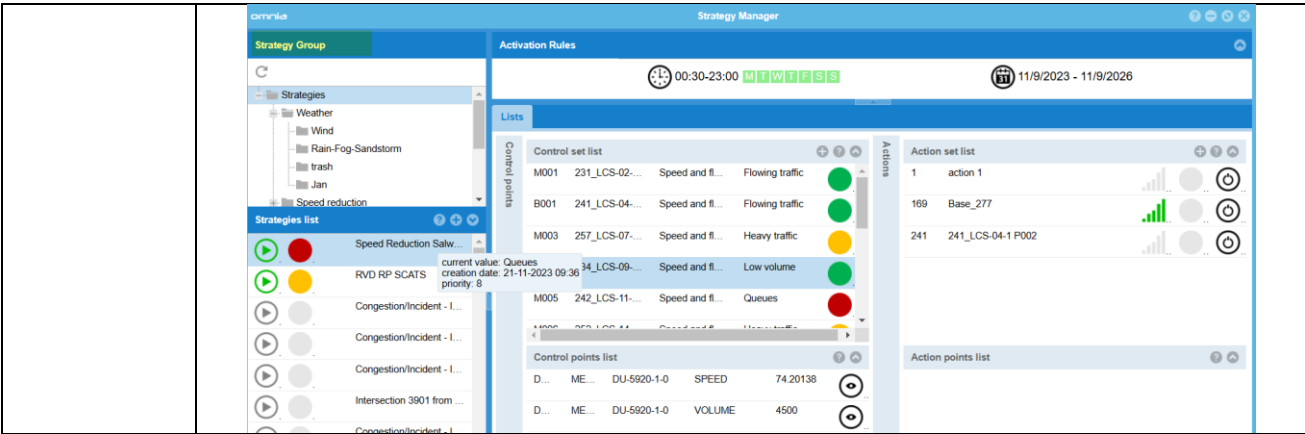 omnia
Strategy Manager
Strategy Group
Strategies
Weather
Wind
Rain-Fog-Sandstorm
trash
Jan
Speed reduction
Strategies list
Speed Reduction Salw...
RVD RP SCATS
Congestion/Incident - I...
Congestion/Incident - I...
Congestion/Incident - I...
Intersection 3901 from ...
Congestion/Incident - I...
current value: Queues
creation date: 21-11-2023 09:36
priority: 8
Activation Rules
00:30-23:00 M T W T F S S
31 11/9/2023 - 11/9/2026
Lists
Control points
Control set list
M001 231_LCS-02-... Speed and fl... Flowing traffic
B001 241_LCS-04-... Speed and fl... Flowing traffic
M003 257_LCS-07-... Speed and fl... Heavy traffic
34_LCS-09-... Speed and fl... Low volume
M005 242_LCS-11-... Speed and fl... Queues
Control points list
D... ME... DU-5920-1-0 SPEED 74.20138
D... ME... DU-5920-1-0 VOLUME 4500
Actions
Action set list
1 action 1
169 Base_277
241 241_LCS-04-1 P002
Action points list